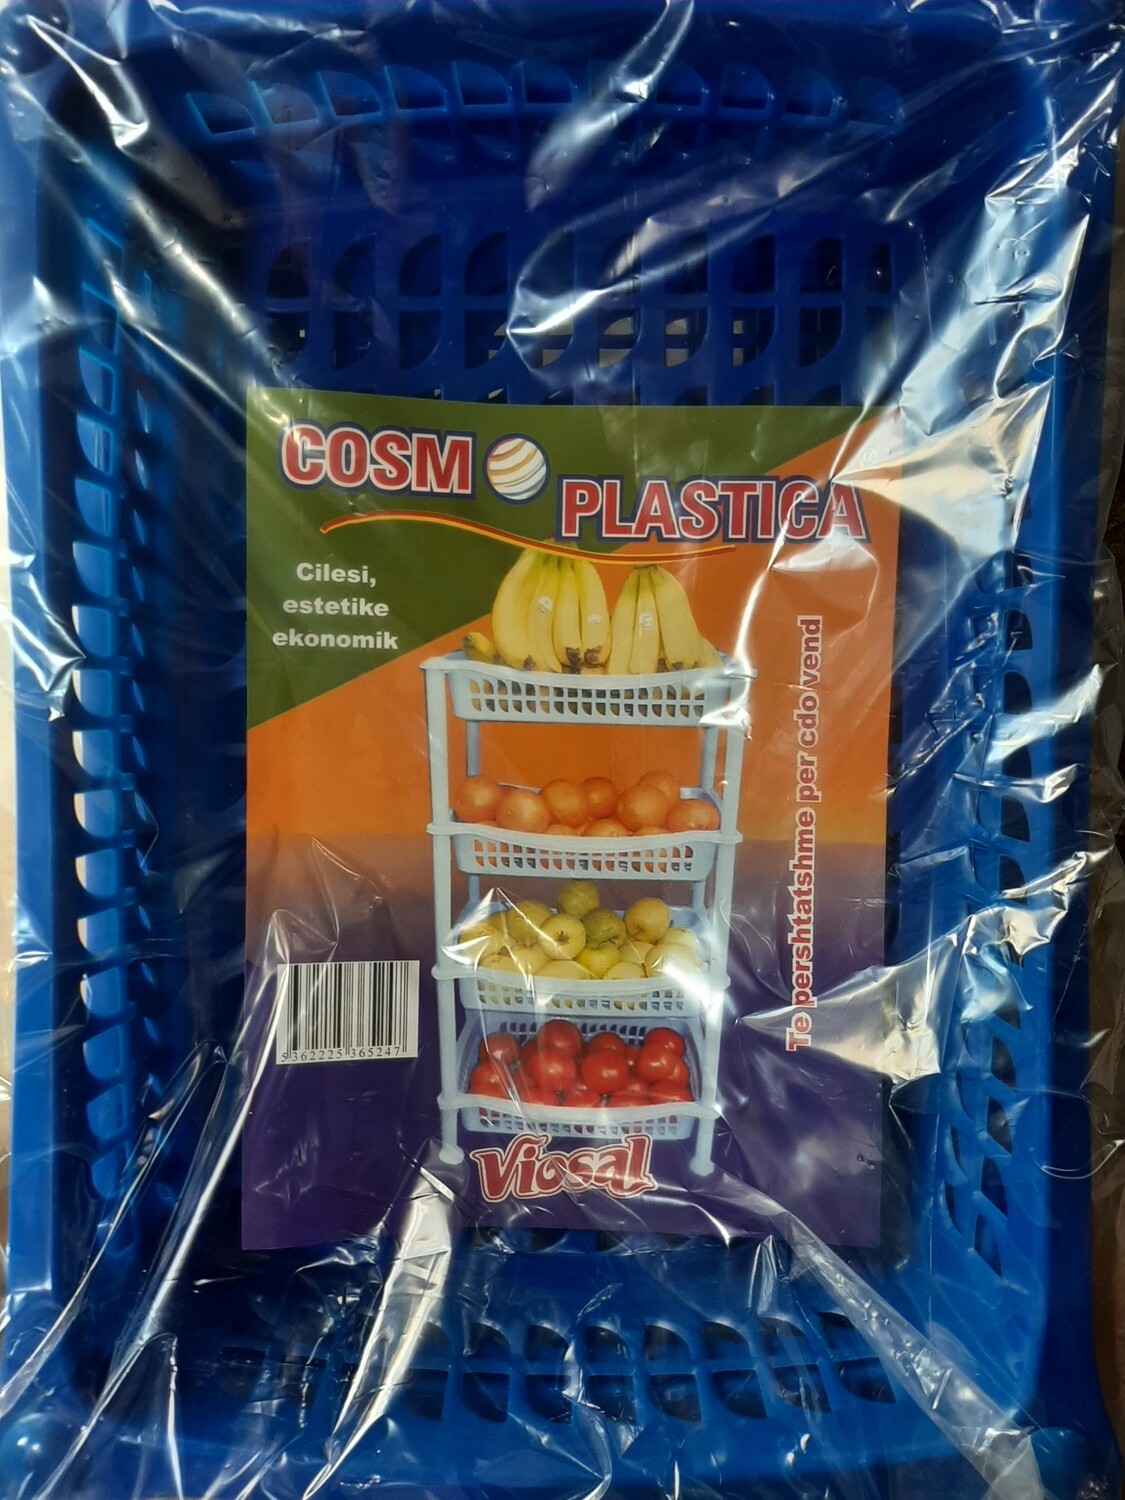 COSM PLASTICA
Cilesi,
estetike
ekonomik
Te pershtatshme per cdo vend
5 362225 365247
Viosal